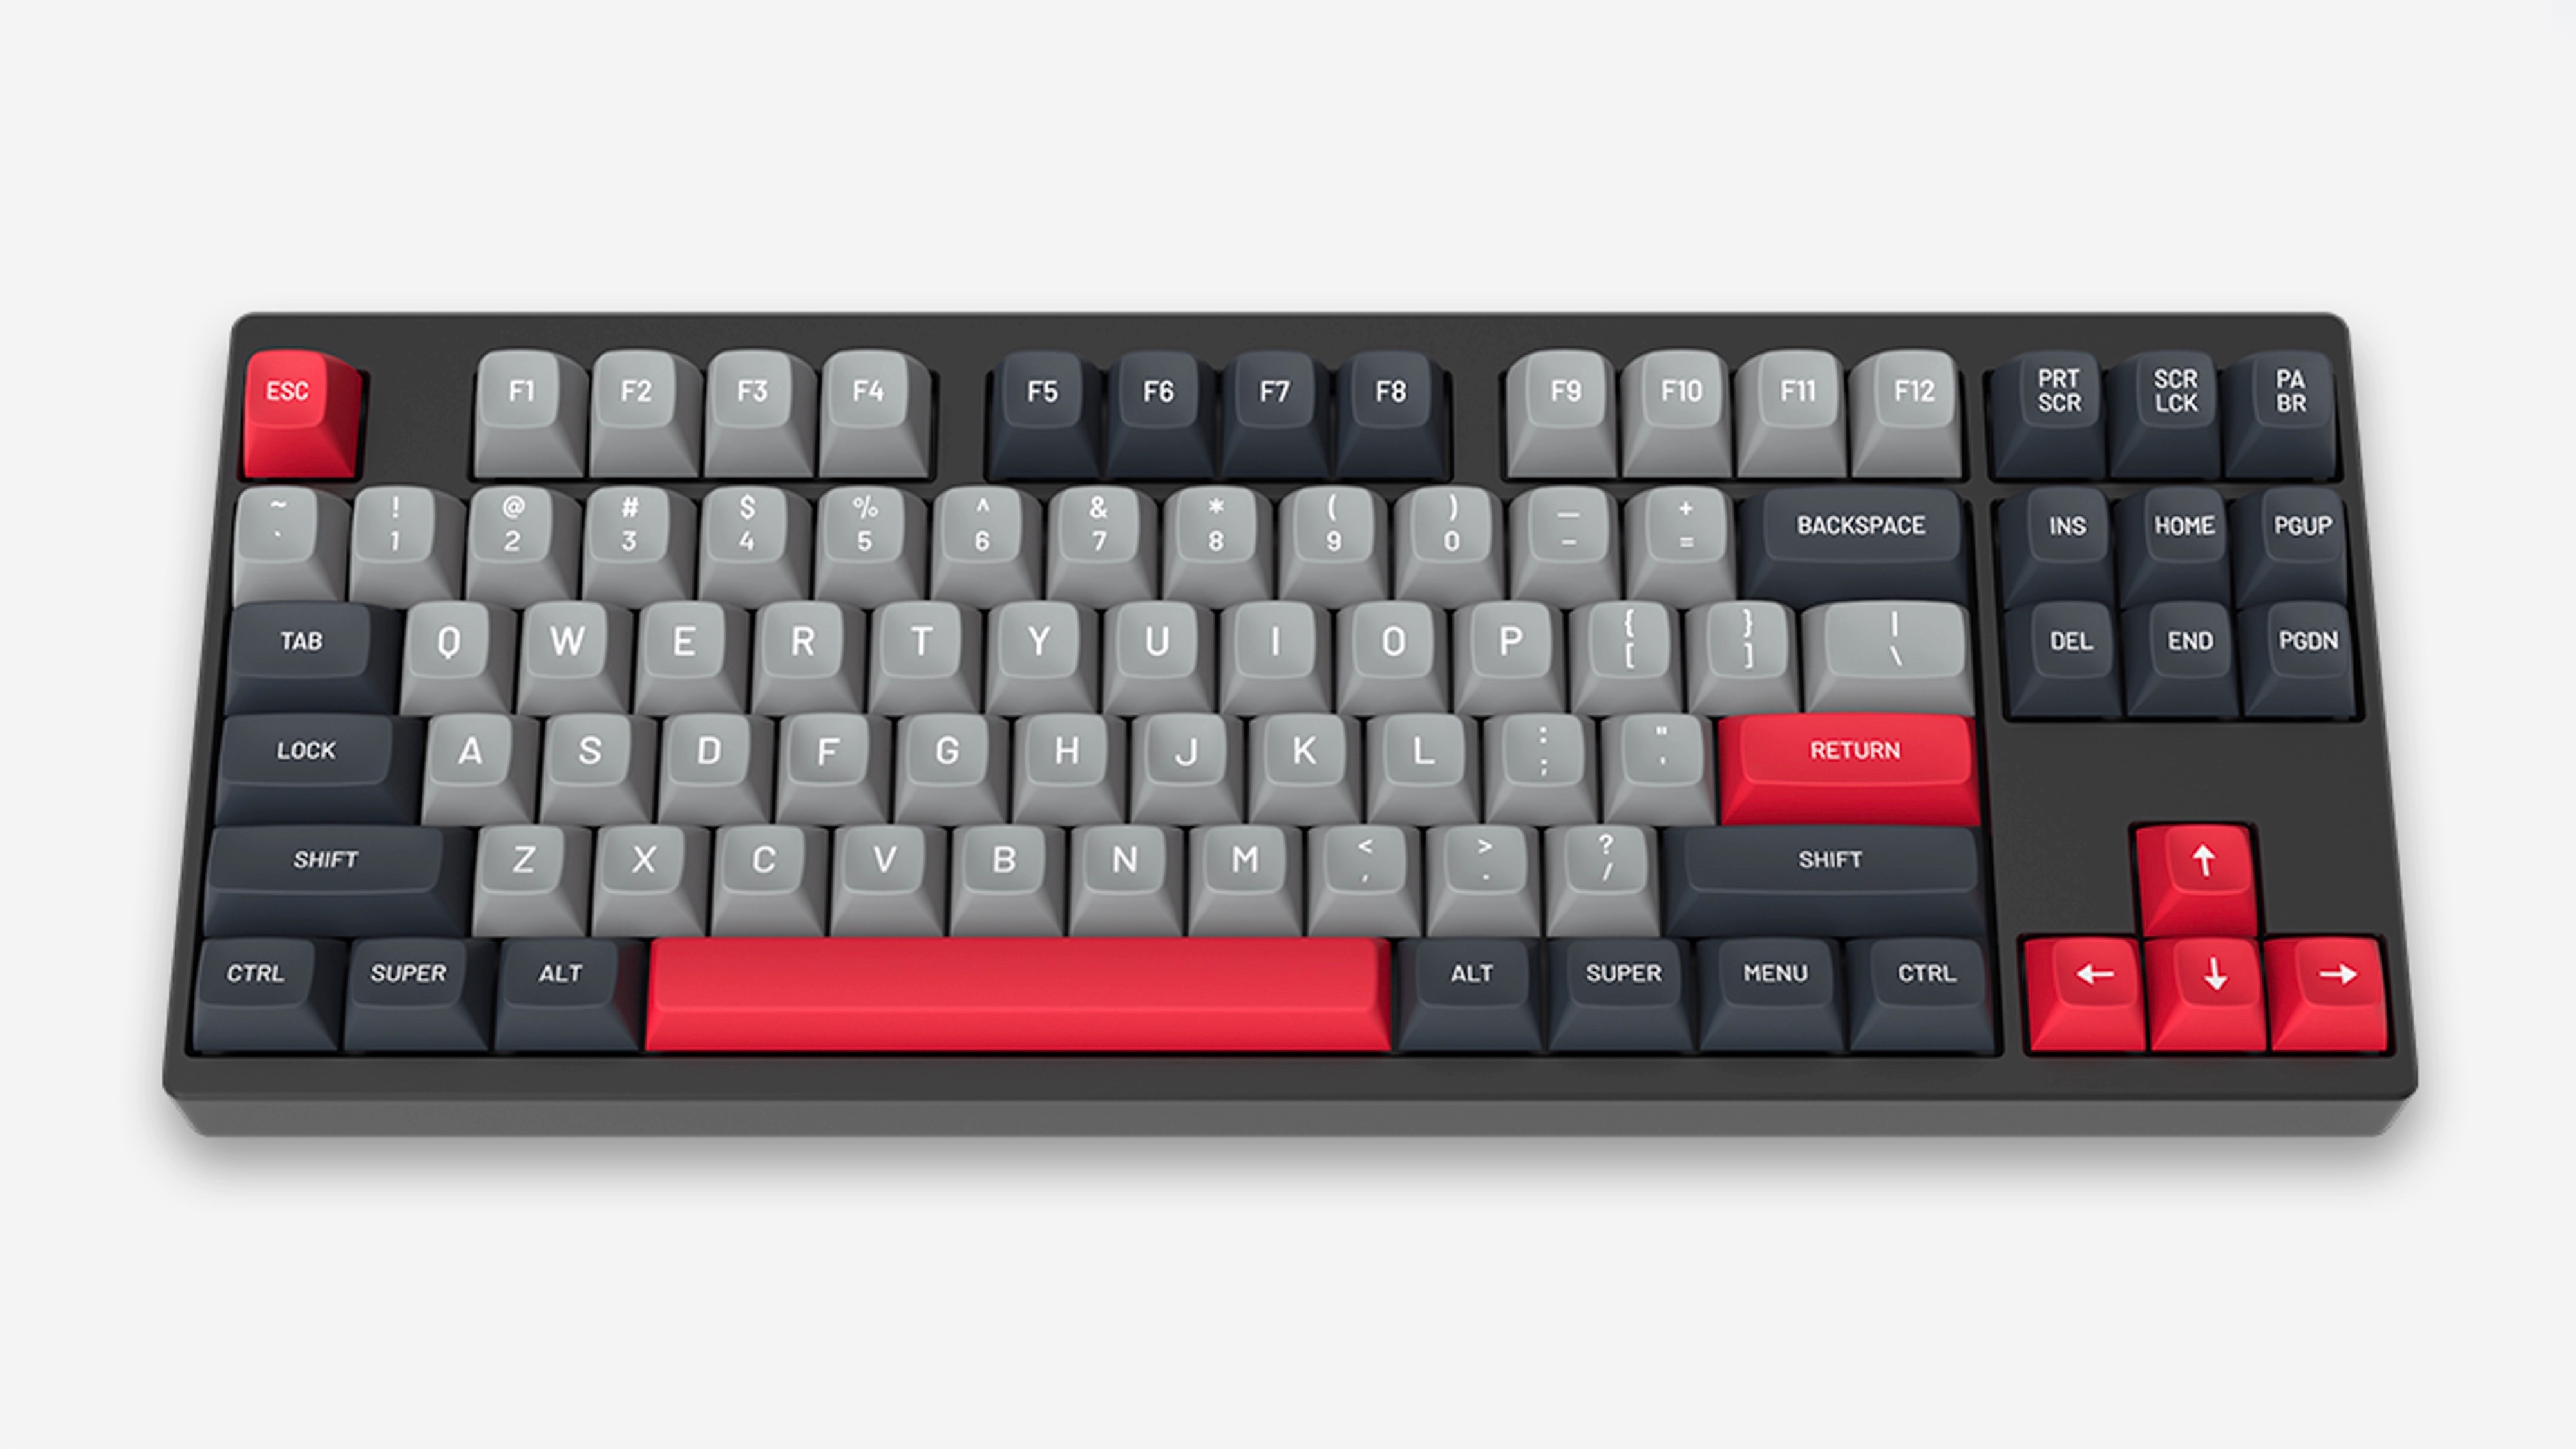 ESC F1 F2 F3 F4 F5 F6 F7 F8 F9 F10 F11 F12 PRT SCR SCR LCK PA BR
~ ` ! 1 @ 2 # 3 $ 4 % 5 ^ 6 & 7 * 8 ( 9 ) 0 — – + = BACKSPACE INS HOME PGUP
TAB Q W E R T Y U I O P { [ } ] | \ DEL END PGDN
LOCK A S D F G H J K L : ; " ' RETURN
SHIFT Z X C V B N M < , > . ? / SHIFT ↑
CTRL SUPER ALT ALT SUPER MENU CTRL ← ↓ →